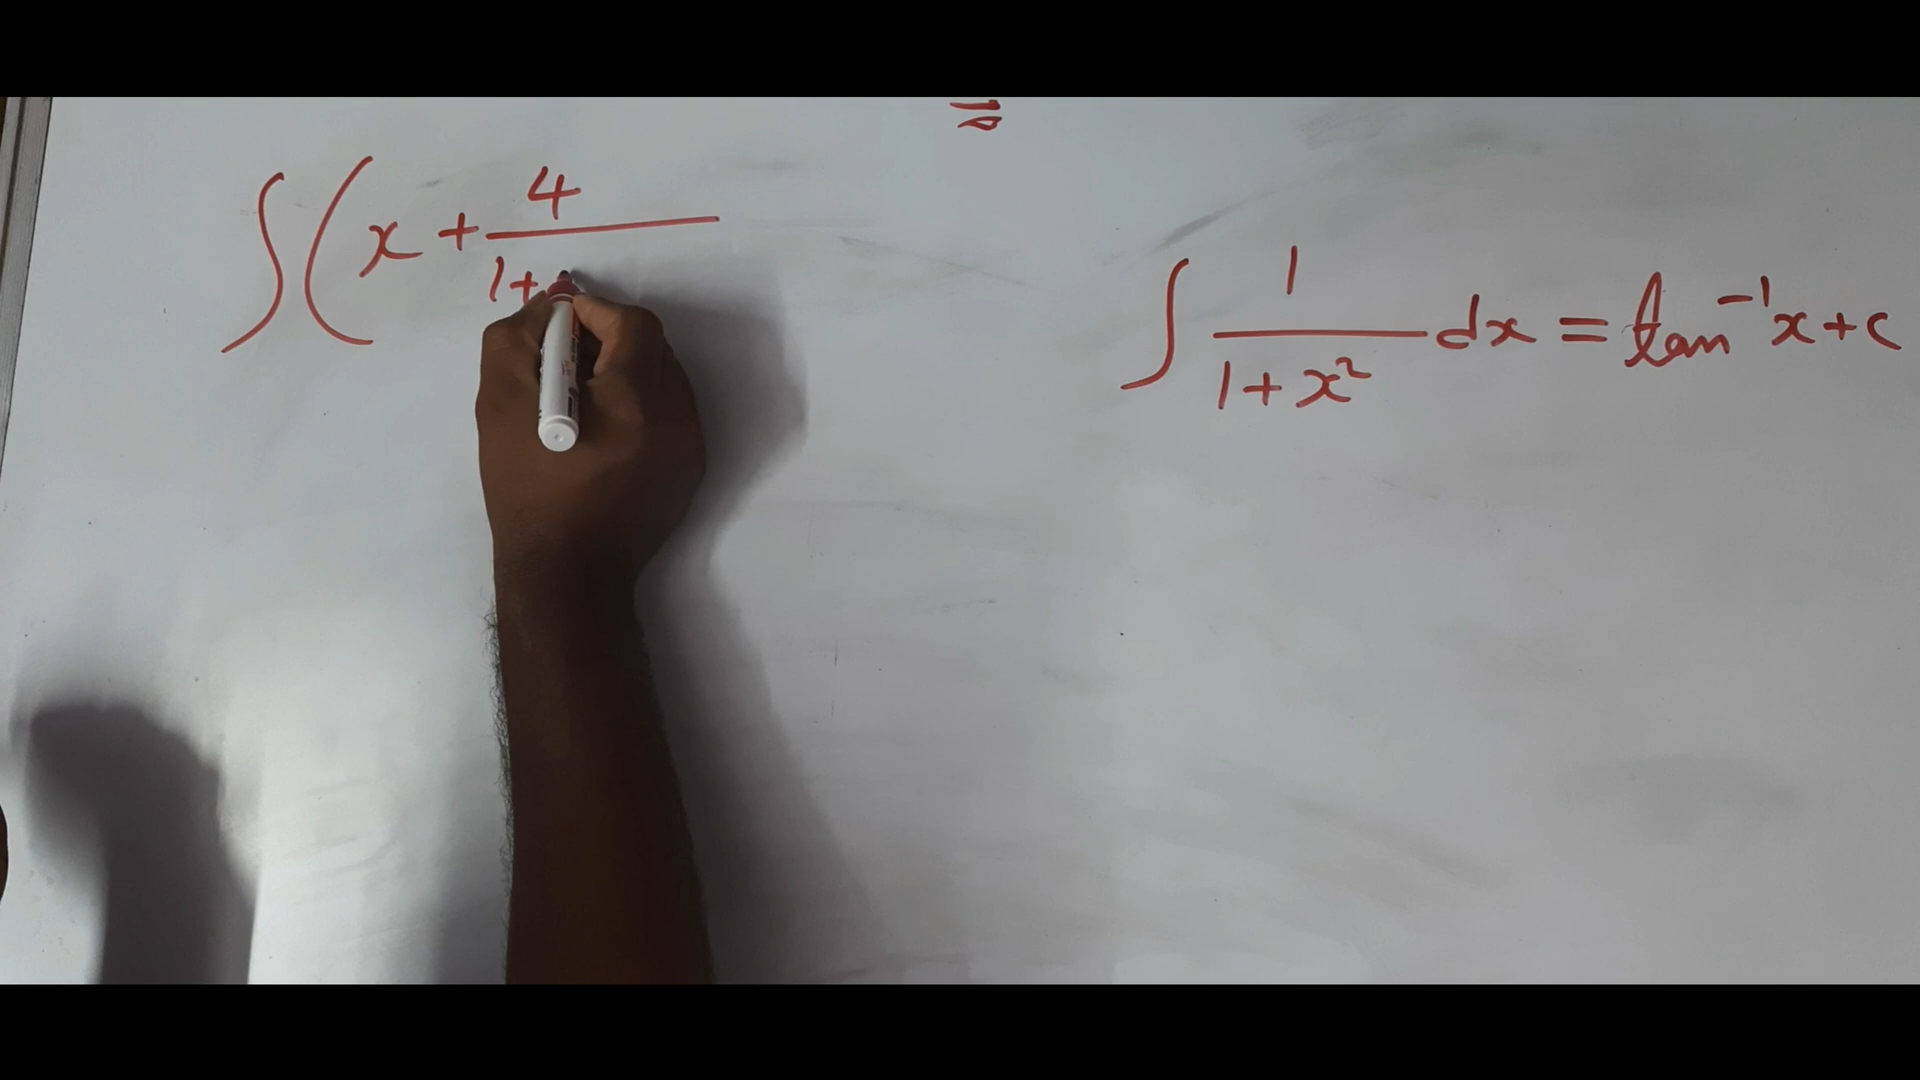 ∫(x + 4/(1+
∫ 1/(1+x²) dx = tan⁻¹x + c